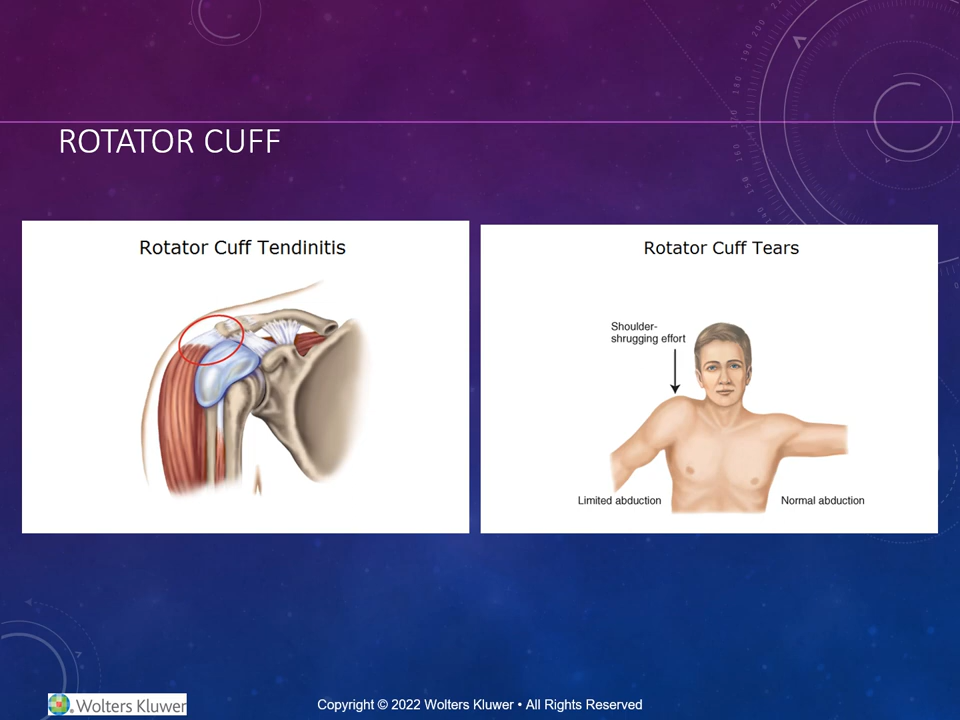 ROTATOR CUFF
Rotator Cuff Tendinitis
Rotator Cuff Tears
Shoulder-
shrugging effort
Limited abduction
Normal abduction
Wolters Kluwer
Copyright © 2022 Wolters Kluwer • All Rights Reserved